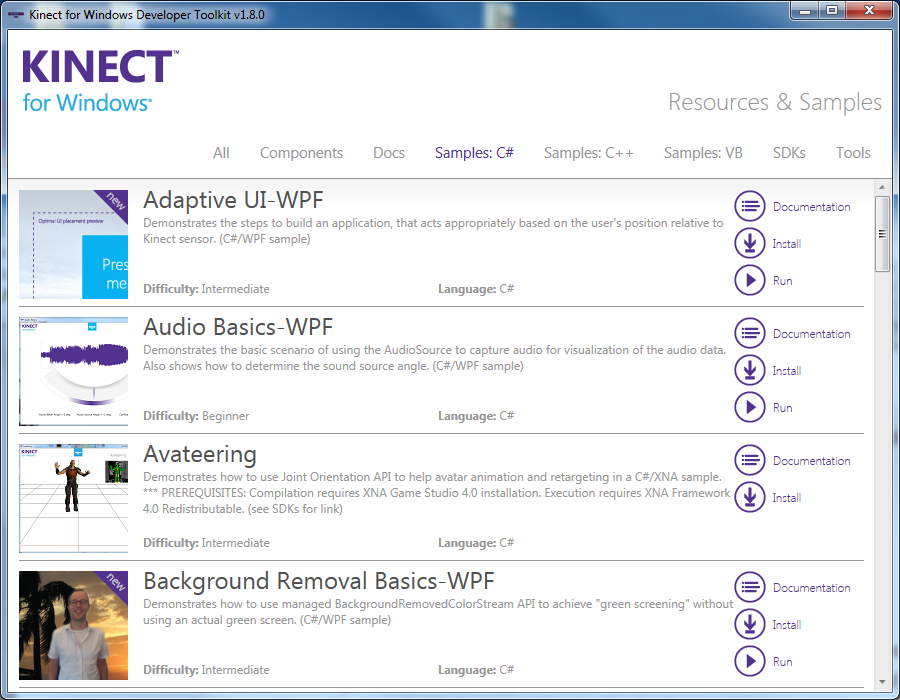 Kinect for Windows Developer Toolkit v1.8.0
KINECT™
for Windows®
Resources & Samples
All Components Docs Samples: C# Samples: C++ Samples: VB SDKs Tools
new
Optimal UI placement preview
Pres
me
Adaptive UI-WPF
Demonstrates the steps to build an application, that acts appropriately based on the user's position relative to
Kinect sensor. (C#/WPF sample)
Difficulty: Intermediate Language: C#
Documentation
Install
Run
KINECT
Audio Basics-WPF
Demonstrates the basic scenario of using the AudioSource to capture audio for visualization of the audio data.
Also shows how to determine the sound source angle. (C#/WPF sample)
Difficulty: Beginner Language: C#
Documentation
Install
Run
KINECT
Avateering
Demonstrates how to use Joint Orientation API to help avatar animation and retargeting in a C#/XNA sample.
*** PREREQUISITES: Compilation requires XNA Game Studio 4.0 installation. Execution requires XNA Framework
4.0 Redistributable. (see SDKs for link)
Difficulty: Intermediate Language: C#
Documentation
Install
new
Background Removal Basics-WPF
Demonstrates how to use managed BackgroundRemovedColorStream API to achieve "green screening" without
using an actual green screen. (C#/WPF sample)
Difficulty: Intermediate Language: C#
Documentation
Install
Run